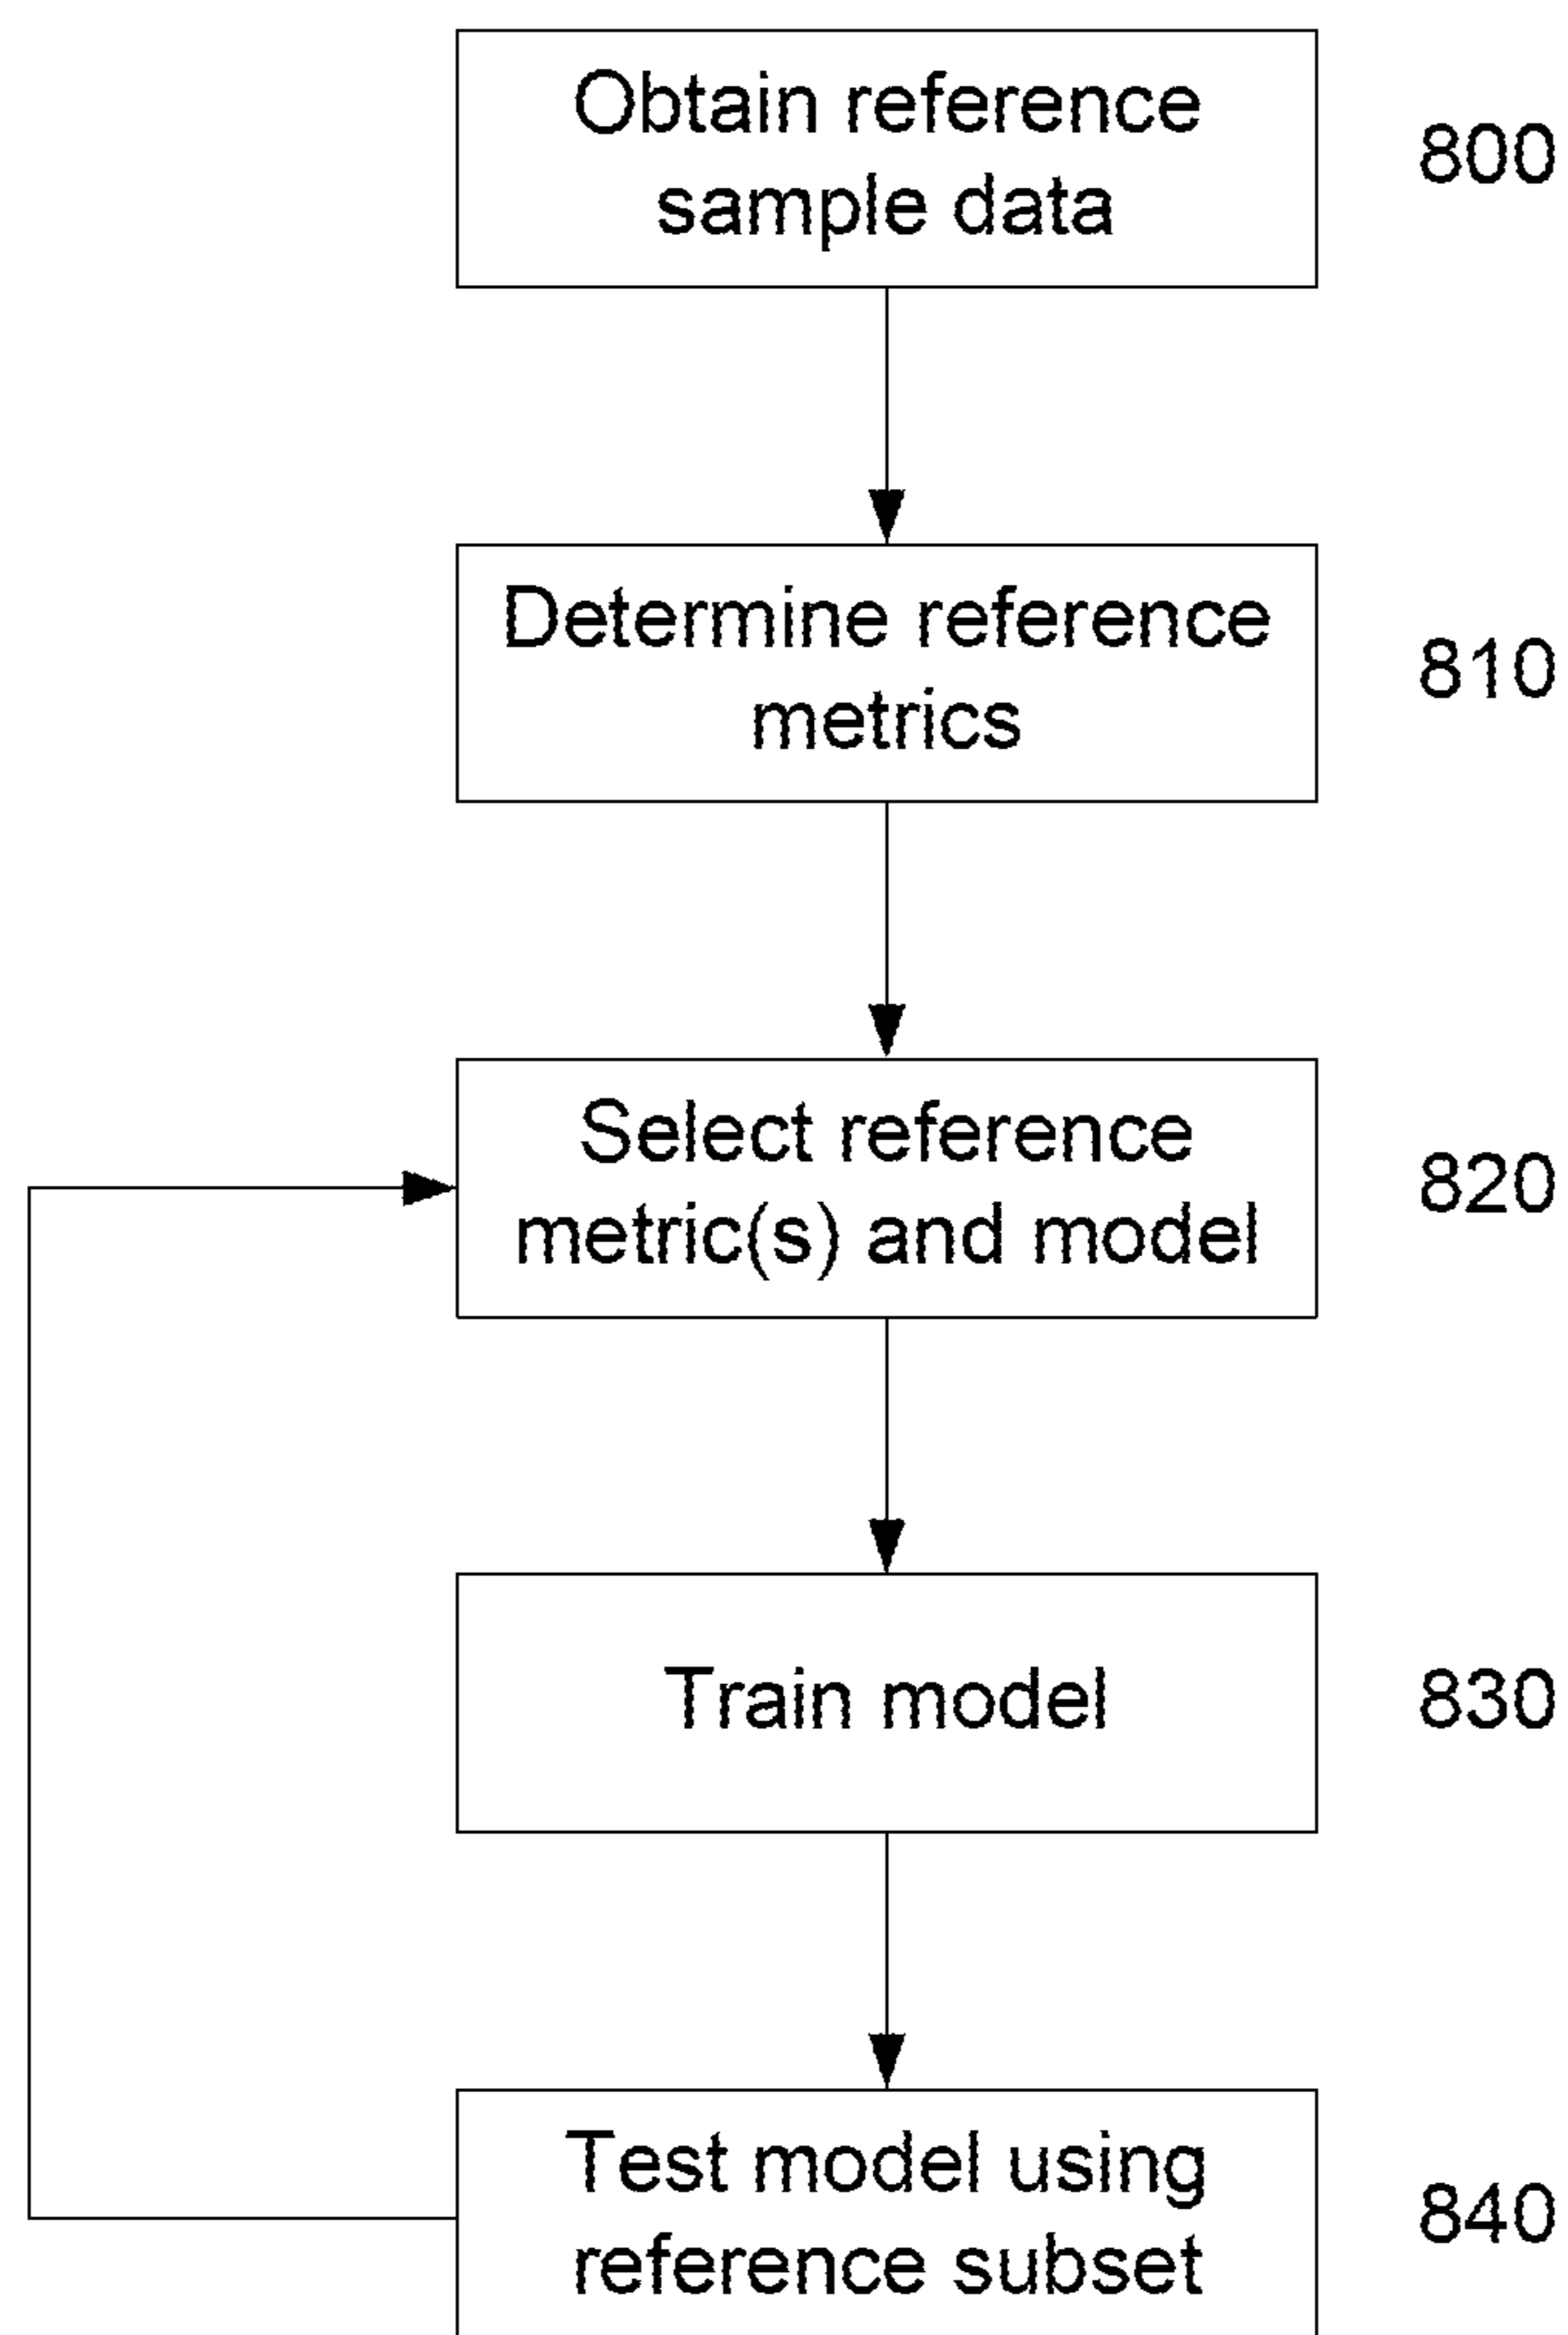 Obtain reference
sample data
800
Determine reference
metrics
810
Select reference
metric(s) and model
820
Train model
830
Test model using
reference subset
840